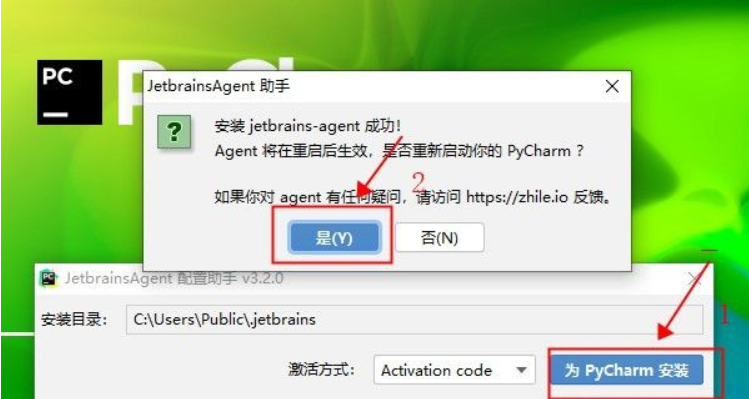 PC
JetbrainsAgent 助手
安装 jetbrains-agent 成功!
Agent 将在重启后生效，是否重新启动你的 PyCharm ?
如果你对 agent 有任何疑问，请访问 https://zhile.io 反馈。
2
是(Y)
否(N)
JetbrainsAgent 配置助手 v3.2.0
安装目录:
C:\Users\Public\.jetbrains
1
激活方式:
Activation code
为 PyCharm 安装